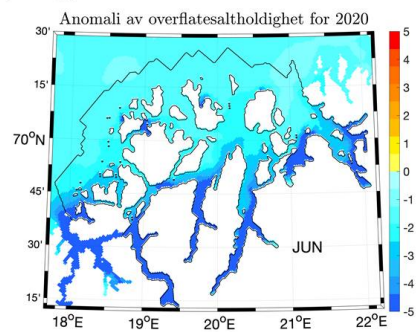 Anomali av overflatesaltholdighet for 2020
30'
15'
70°N
45'
30'
15'
18°E
19°E
20°E
21°E
22°E
JUN
5
4
3
2
1
0
-1
-2
-3
-4
-5